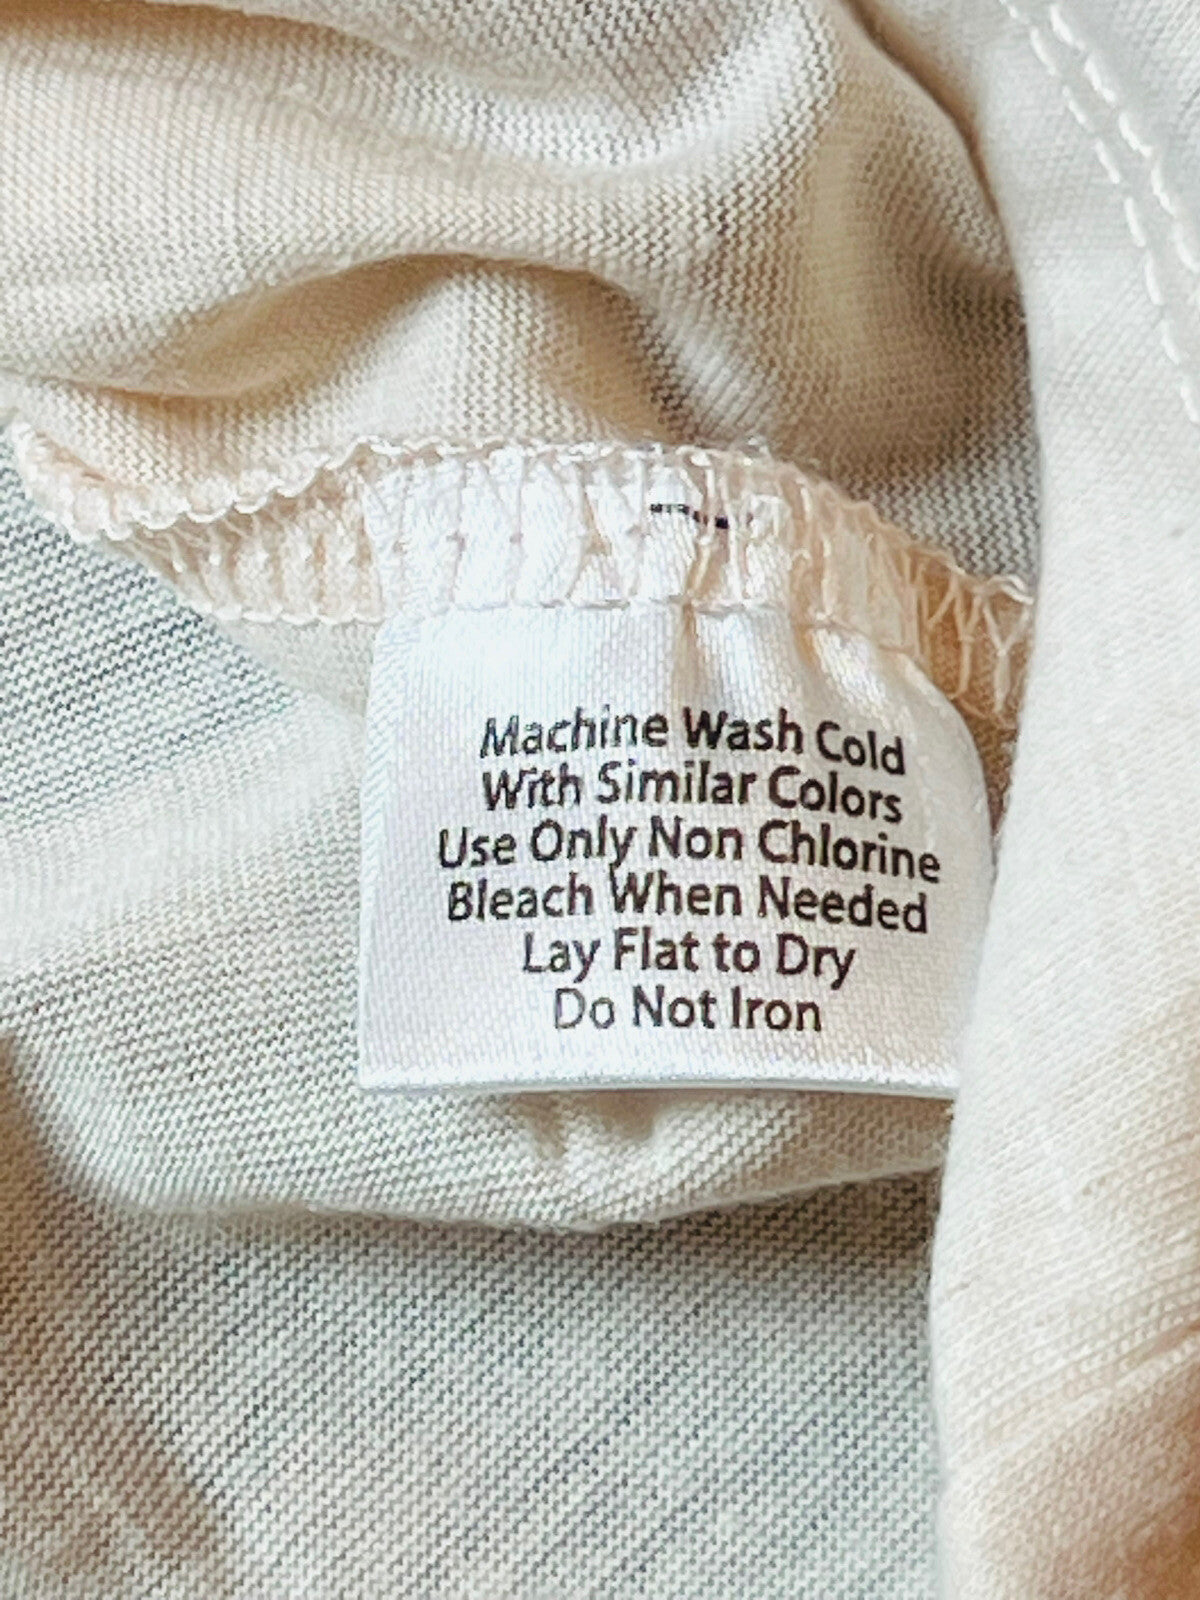 Machine Wash Cold
With Similar Colors
Use Only Non Chlorine
Bleach When Needed
Lay Flat to Dry
Do Not Iron